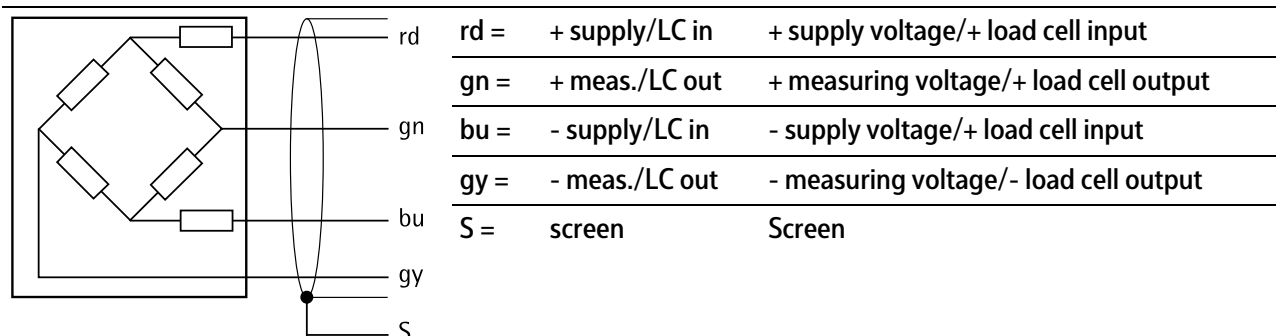 rd
gn
bu
gy
S
rd = + supply/LC in + supply voltage/+ load cell input
gn = + meas./LC out + measuring voltage/+ load cell output
bu = - supply/LC in - supply voltage/+ load cell input
gy = - meas./LC out - measuring voltage/- load cell output
S = screen Screen